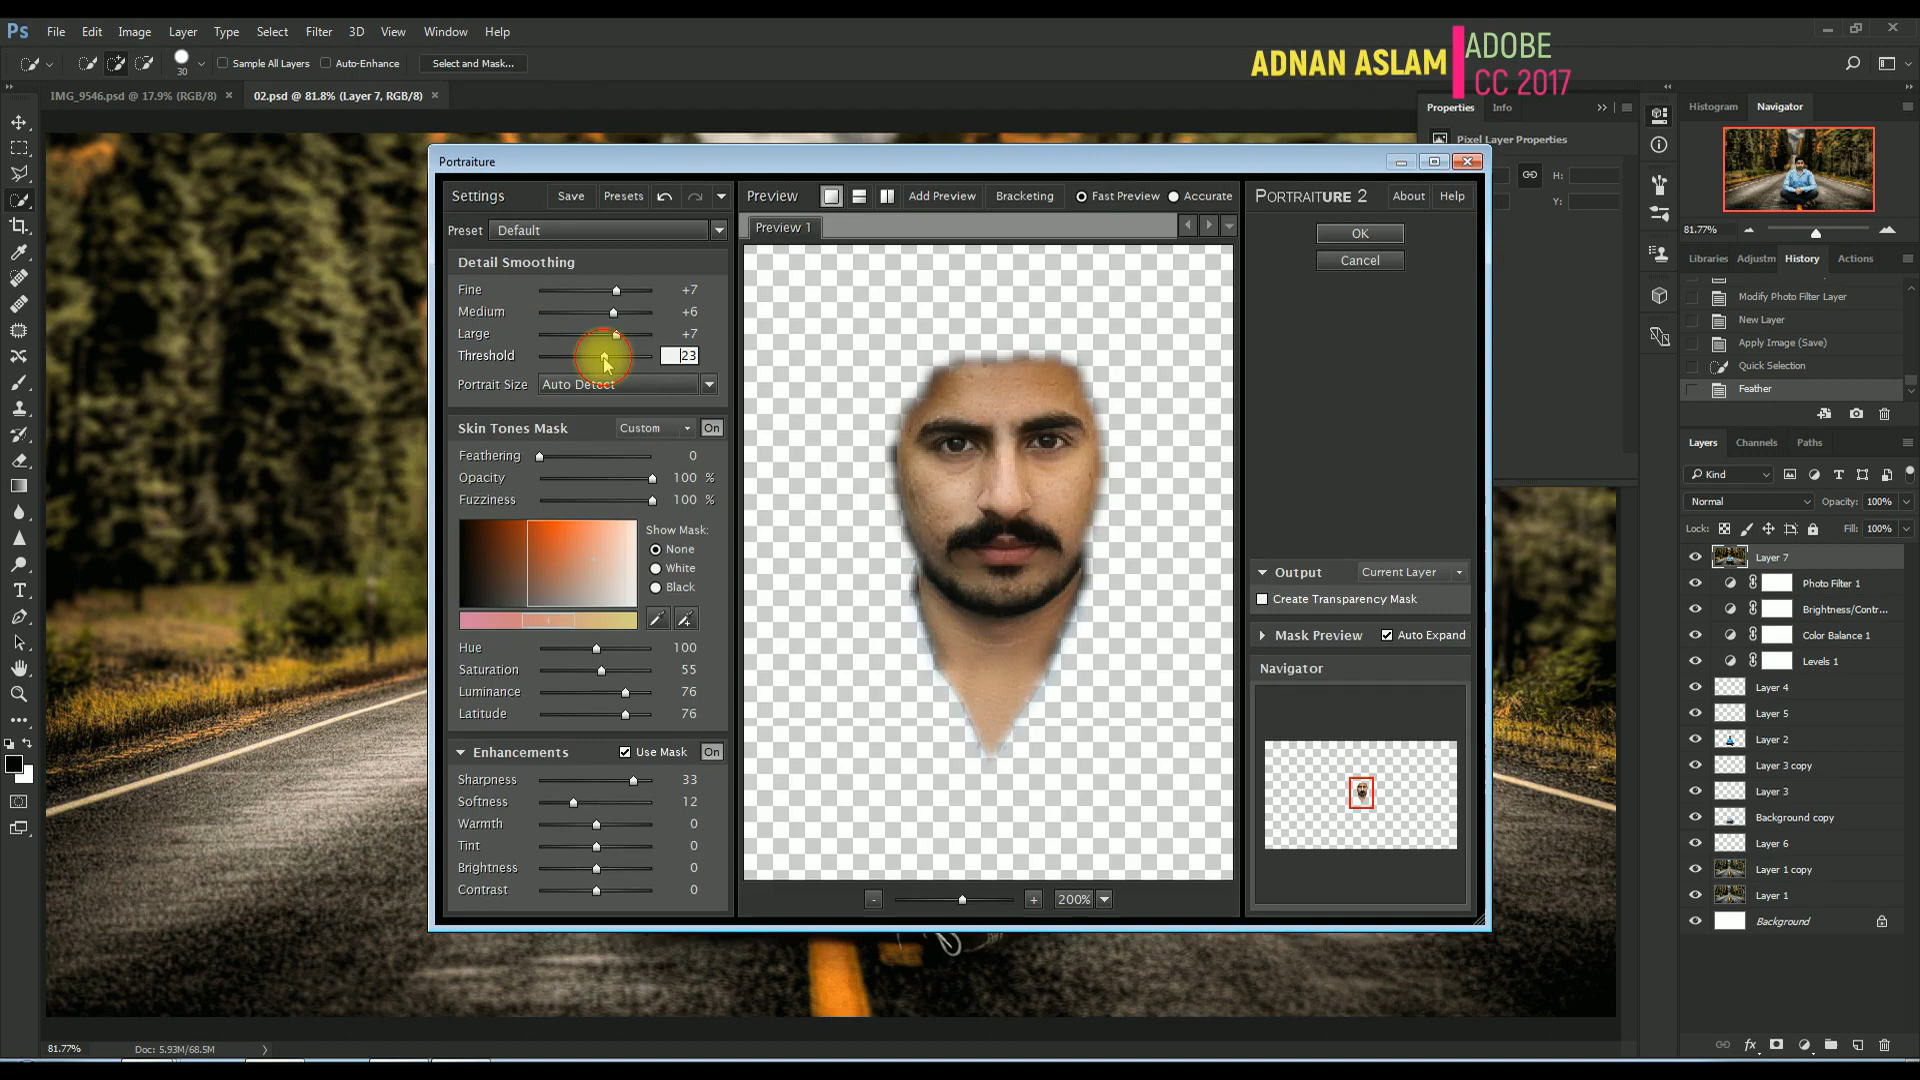 Ps File Edit Image Layer Type Select Filter 3D View Window Help
30 Sample All Layers Auto-Enhance Select and Mask...
ADNAN ASLAM ADOBE
CC 2017
IMG_9546.psd @ 17.9% (RGB/8) × 02.psd @ 81.8% (Layer 7, RGB/8) ×
Properties Info
Pixel Layer Properties
H:
Y:
Histogram Navigator
81.77%
Libraries Adjustm History Actions
Modify Photo Filter Layer
New Layer
Apply Image (Save)
Quick Selection
Feather
Layers Channels Paths
Kind
Normal Opacity: 100%
Lock: Fill: 100%
Layer 7
Photo Filter 1
Brightness/Contr...
Color Balance 1
Levels 1
Layer 4
Layer 5
Layer 2
Layer 3 copy
Layer 3
Background copy
Layer 6
Layer 1 copy
Layer 1
Background
Portraiture
Settings Save Presets
Preset Default
Detail Smoothing
Fine +7
Medium +6
Large +7
Threshold 23
Portrait Size Auto Detect
Skin Tones Mask Custom On
Feathering 0
Opacity 100 %
Fuzziness 100 %
Show Mask:
None
White
Black
Hue 100
Saturation 55
Luminance 76
Latitude 76
Enhancements Use Mask On
Sharpness 33
Softness 12
Warmth 0
Tint 0
Brightness 0
Contrast 0
Preview Add Preview Bracketing Fast Preview Accurate
Preview 1
- + 200%
PORTRAITURE 2 About Help
OK
Cancel
Output Current Layer
Create Transparency Mask
Mask Preview Auto Expand
Navigator
81.77% Doc: 5.93M/68.5M